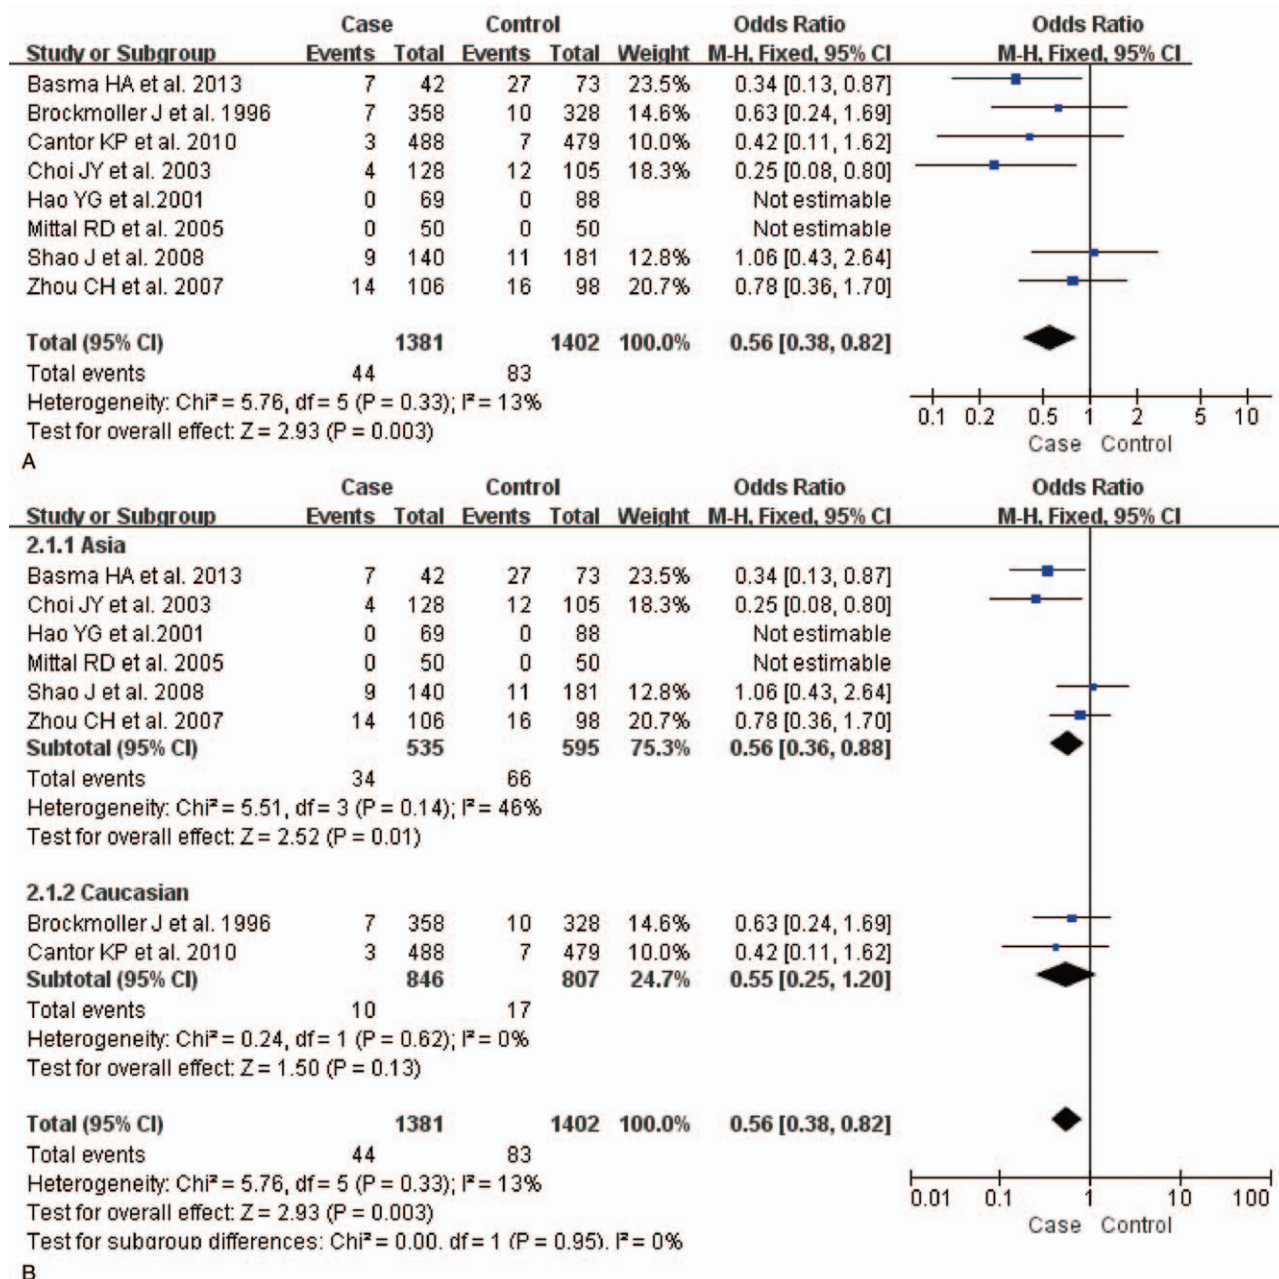 Case Control Odds Ratio Odds Ratio
Study or Subgroup Events Total Events Total Weight M-H, Fixed, 95% CI M-H, Fixed, 95% CI
Basma HA et al. 2013 7 42 27 73 23.5% 0.34 [0.13, 0.87]
Brockmoller J et al. 1996 7 358 10 328 14.6% 0.63 [0.24, 1.69]
Cantor KP et al. 2010 3 488 7 479 10.0% 0.42 [0.11, 1.62]
Choi JY et al. 2003 4 128 12 105 18.3% 0.25 [0.08, 0.80]
Hao YG et al.2001 0 69 0 88 Not estimable
Mittal RD et al. 2005 0 50 0 50 Not estimable
Shao J et al. 2008 9 140 11 181 12.8% 1.06 [0.43, 2.64]
Zhou CH et al. 2007 14 106 16 98 20.7% 0.78 [0.36, 1.70]
Total (95% CI) 1381 1402 100.0% 0.56 [0.38, 0.82]
Total events 44 83
Heterogeneity: Chi² = 5.76, df = 5 (P = 0.33); I² = 13%
Test for overall effect: Z = 2.93 (P = 0.003)
0.1 0.2 0.5 1 2 5 10
Case Control
A
Case Control Odds Ratio Odds Ratio
Study or Subgroup Events Total Events Total Weight M-H, Fixed, 95% CI M-H, Fixed, 95% CI
2.1.1 Asia
Basma HA et al. 2013 7 42 27 73 23.5% 0.34 [0.13, 0.87]
Choi JY et al. 2003 4 128 12 105 18.3% 0.25 [0.08, 0.80]
Hao YG et al.2001 0 69 0 88 Not estimable
Mittal RD et al. 2005 0 50 0 50 Not estimable
Shao J et al. 2008 9 140 11 181 12.8% 1.06 [0.43, 2.64]
Zhou CH et al. 2007 14 106 16 98 20.7% 0.78 [0.36, 1.70]
Subtotal (95% CI) 535 595 75.3% 0.56 [0.36, 0.88]
Total events 34 66
Heterogeneity: Chi² = 5.51, df = 3 (P = 0.14); I² = 46%
Test for overall effect: Z = 2.52 (P = 0.01)
2.1.2 Caucasian
Brockmoller J et al. 1996 7 358 10 328 14.6% 0.63 [0.24, 1.69]
Cantor KP et al. 2010 3 488 7 479 10.0% 0.42 [0.11, 1.62]
Subtotal (95% CI) 846 807 24.7% 0.55 [0.25, 1.20]
Total events 10 17
Heterogeneity: Chi² = 0.24, df = 1 (P = 0.62); I² = 0%
Test for overall effect: Z = 1.50 (P = 0.13)
Total (95% CI) 1381 1402 100.0% 0.56 [0.38, 0.82]
Total events 44 83
Heterogeneity: Chi² = 5.76, df = 5 (P = 0.33); I² = 13%
Test for overall effect: Z = 2.93 (P = 0.003)
Test for subgroup differences: Chi² = 0.00, df = 1 (P = 0.95), I² = 0%
0.01 0.1 1 10 100
Case Control
B